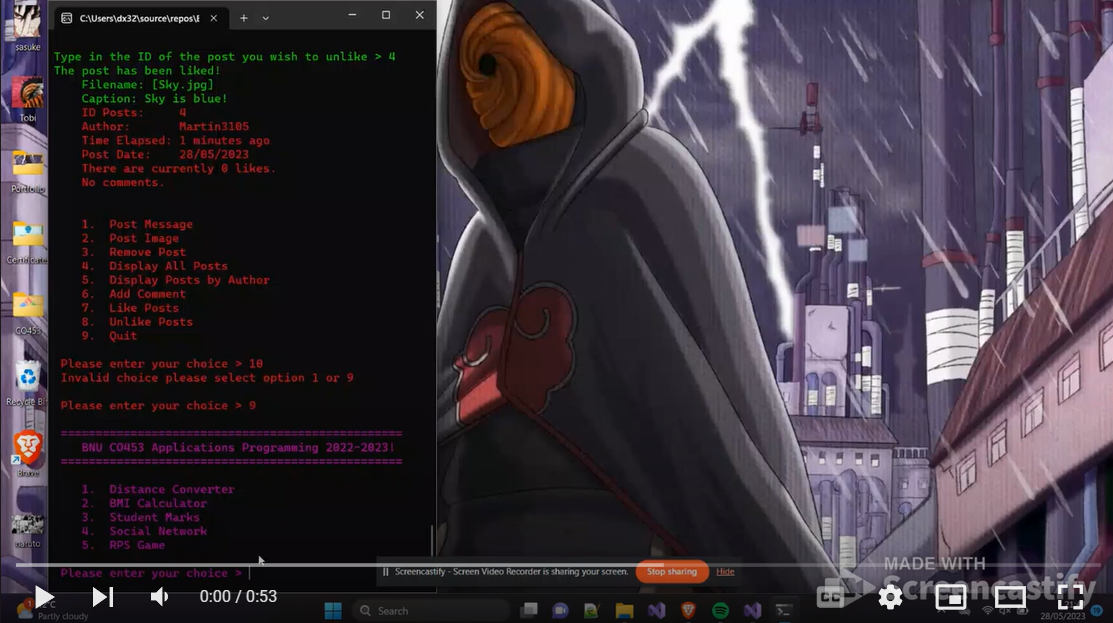 C:\Users\dx32\source\repos\E
sasuke
Type in the ID of the post you wish to unlike > 4
The post has been liked!
Filename: [Sky.jpg]
Caption: Sky is blue!
ID Posts: 4
Tobi
Author: Martin3105
Time Elapsed: 1 minutes ago
Post Date: 28/05/2023
There are currently 0 likes.
No comments.
Portfolio
1. Post Message
2. Post Image
3. Remove Post
Certificate
4. Display All Posts
5. Display Posts by Author
6. Add Comment
7. Like Posts
8. Unlike Posts
CO453
9. Quit
Please enter your choice > 10
Invalid choice please select option 1 or 9
Please enter your choice > 9
Recycle Bin
BNU CO453 Applications Programming 2022-2023!
Brave
1. Distance Converter
2. BMI Calculator
3. Student Marks
4. Social Network
5. RPS Game
naruto
Please enter your choice >
Screencastify - Screen Video Recorder is sharing your screen.
Stop sharing
Hide
MADE WITH
Screencastify
0:00 / 0:53
Partly cloudy
Search
28/05/2023